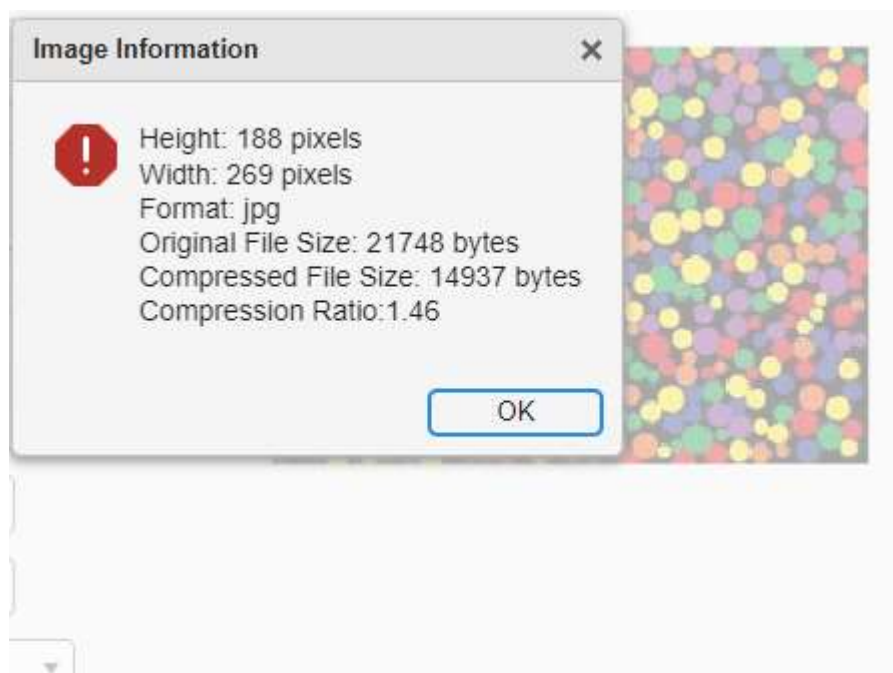 Image Information
Height: 188 pixels
Width: 269 pixels
Format: jpg
Original File Size: 21748 bytes
Compressed File Size: 14937 bytes
Compression Ratio:1.46
OK